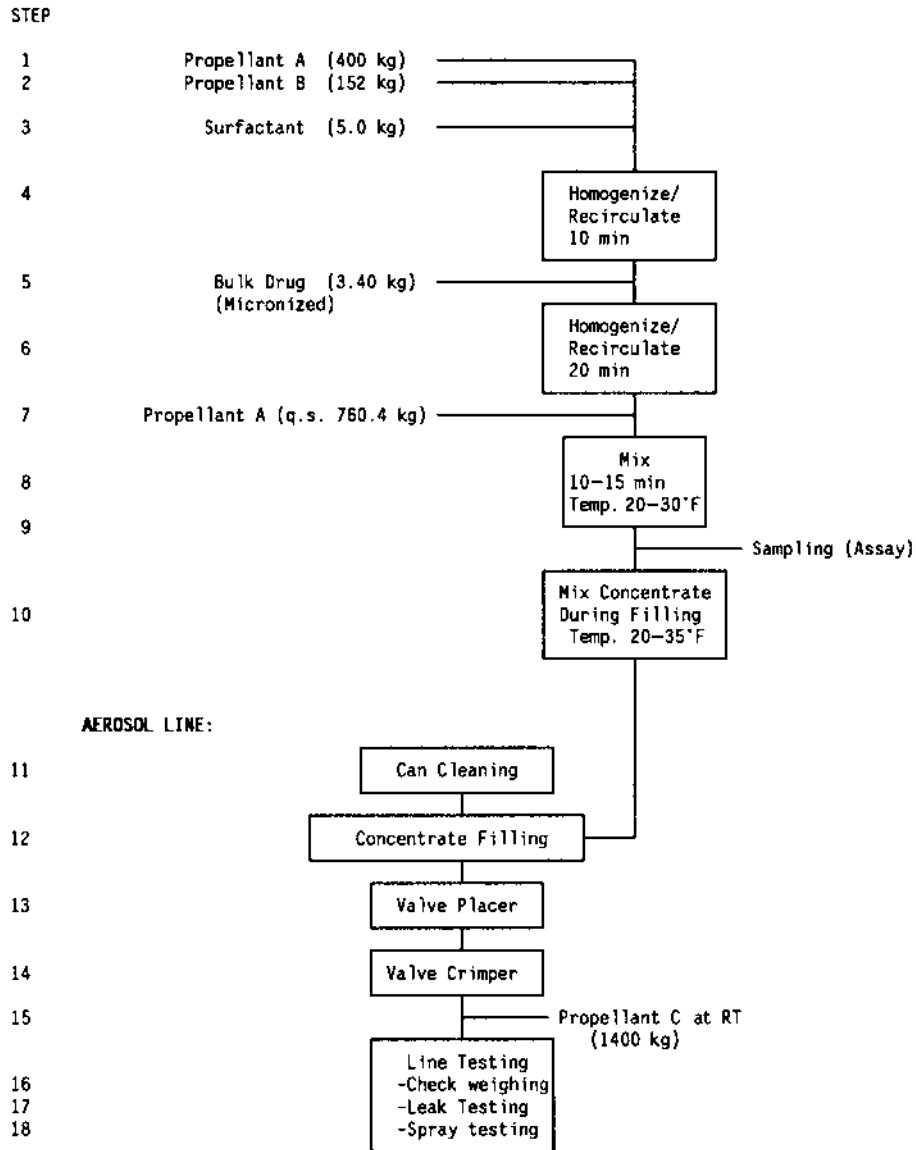 STEP
1 Propellant A (400 kg)
2 Propellant B (152 kg)
3 Surfactant (5.0 kg)
4 Homogenize/
Recirculate
10 min
5 Bulk Drug (3.40 kg)
(Micronized)
Homogenize/
6 Recirculate
20 min
7 Propellant A (q.s. 760.4 kg)
Mix
8 10-15 min
Temp. 20-30°F
9
Sampling (Assay)
Mix Concentrate
10 During Filling
Temp. 20-35°F
AEROSOL LINE:
11 Can Cleaning
12 Concentrate Filling
13 Valve Placer
14 Valve Crimper
15 Propellant C at RT
(1400 kg)
Line Testing
16 -Check weighing
17 -Leak Testing
18 -Spray testing